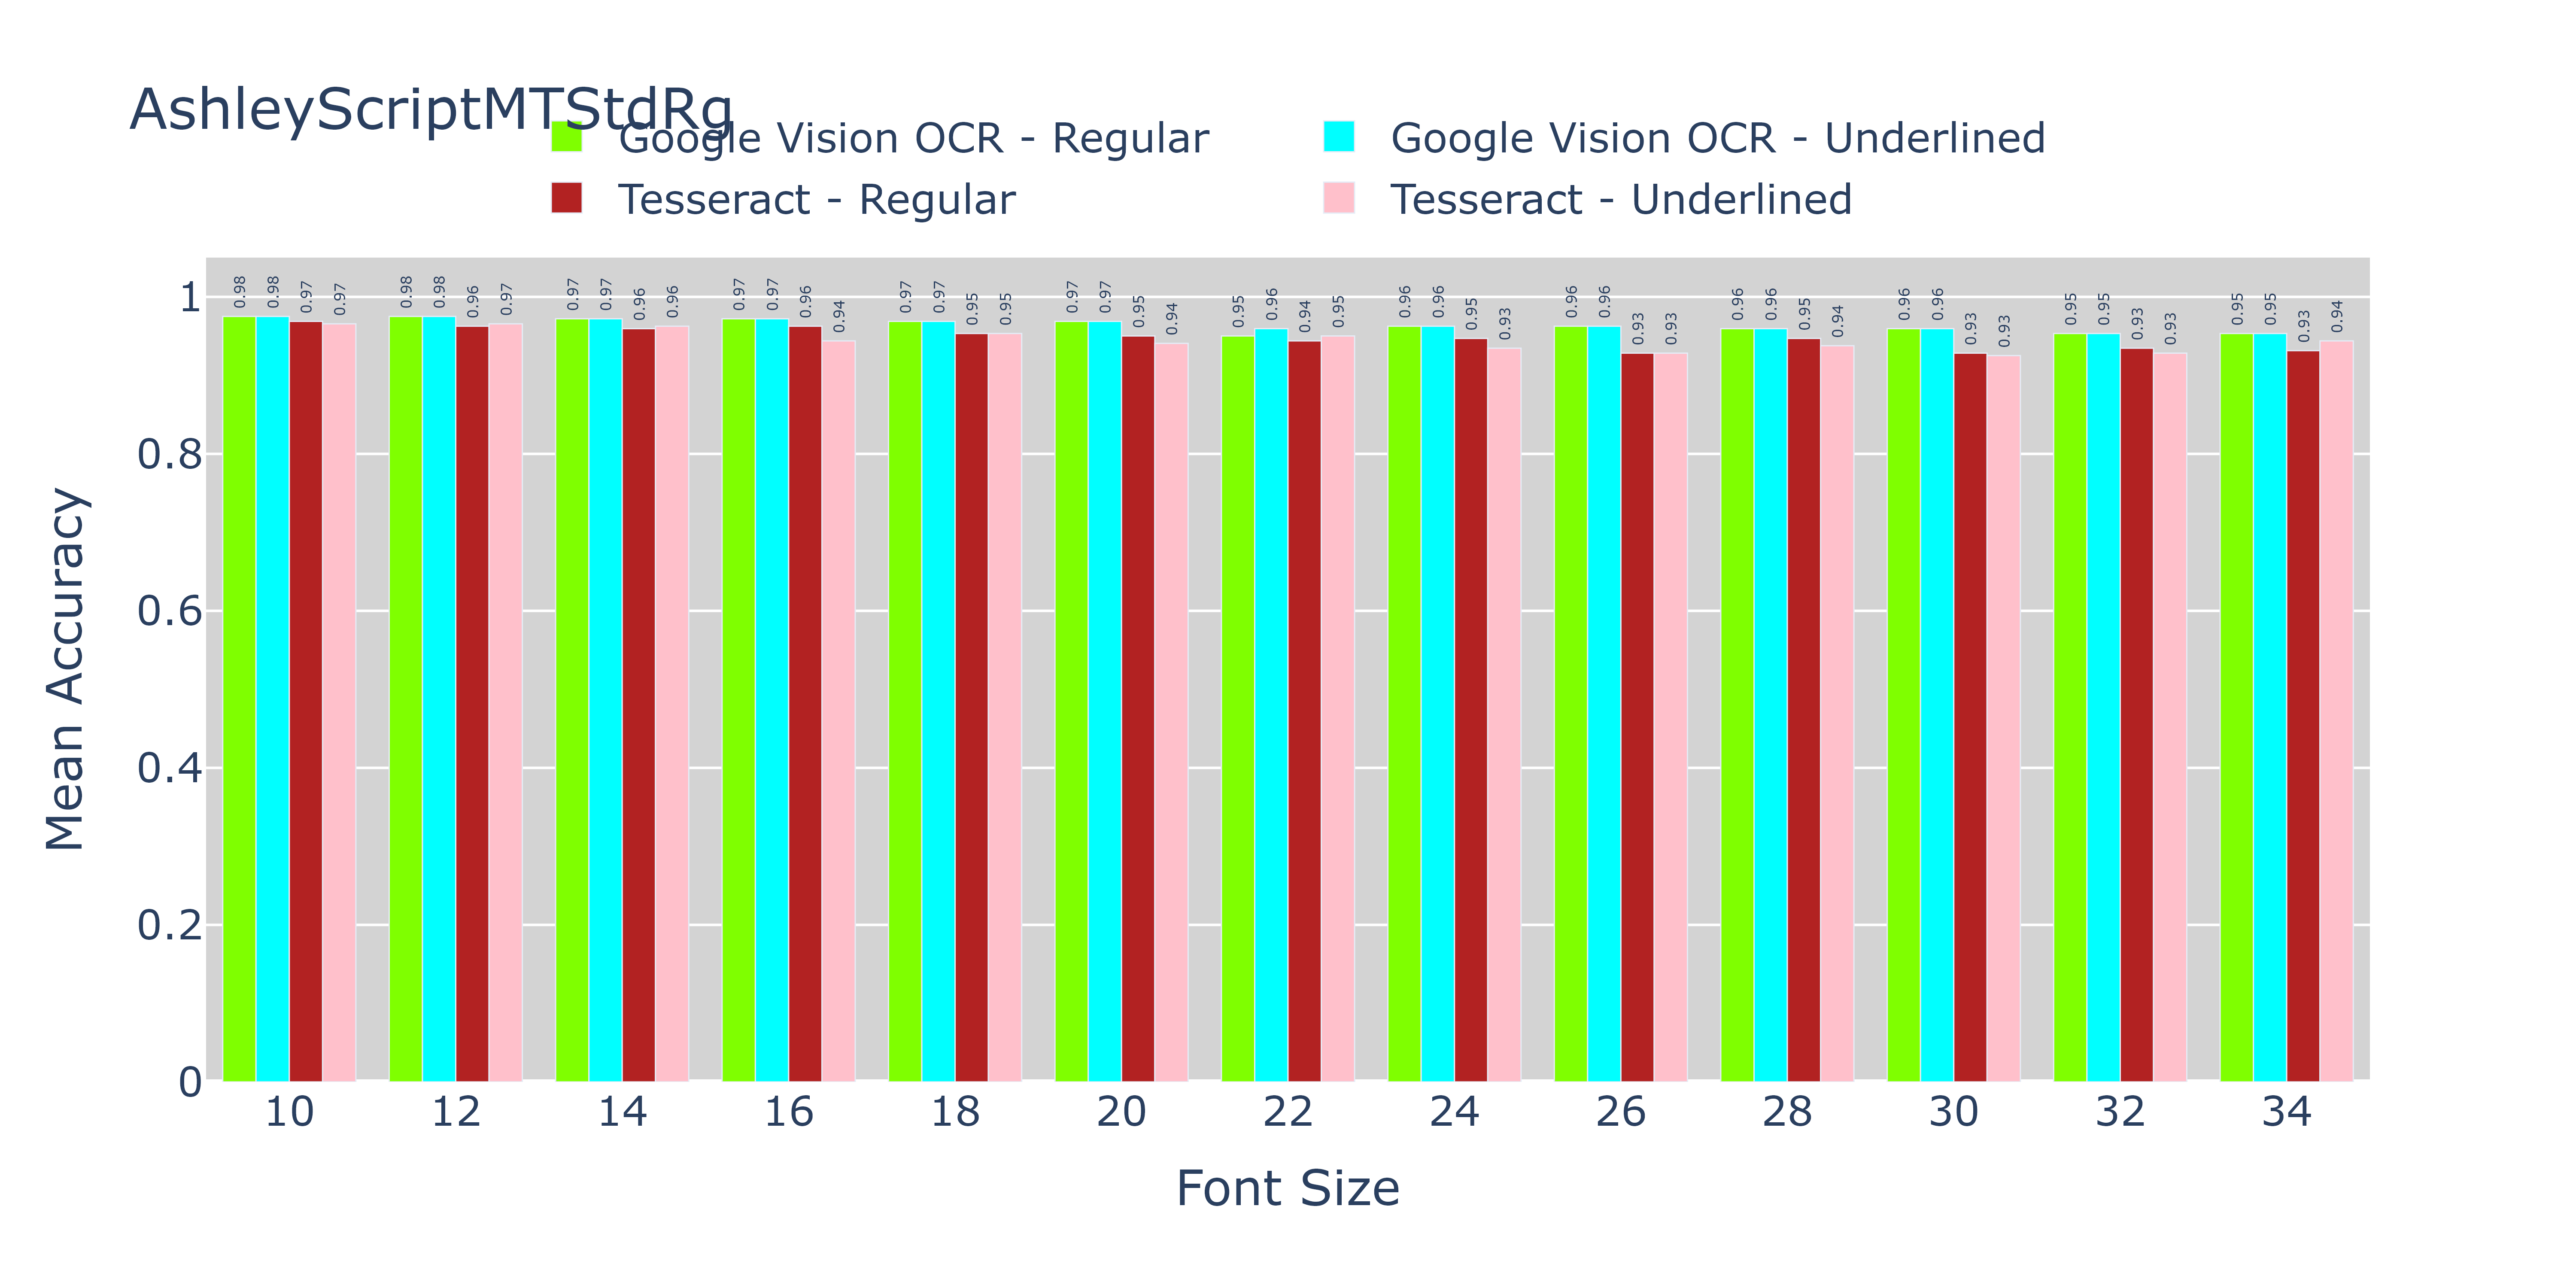 AshleyScriptMTStdRg
Google Vision OCR - Regular
Google Vision OCR - Underlined
Tesseract - Regular
Tesseract - Underlined
0.98 0.98 0.97 0.97 0.98 0.98 0.96 0.97 0.97 0.97 0.96 0.96 0.97 0.97 0.96 0.94 0.97 0.97 0.95 0.95 0.97 0.97 0.95 0.94 0.95 0.96 0.94 0.95 0.96 0.96 0.95 0.93 0.96 0.96 0.93 0.93 0.96 0.96 0.95 0.94 0.96 0.96 0.93 0.93 0.95 0.95 0.93 0.93 0.95 0.95 0.93 0.94
1
0.8
0.6
0.4
0.2
0
Mean Accuracy
10 12 14 16 18 20 22 24 26 28 30 32 34
Font Size